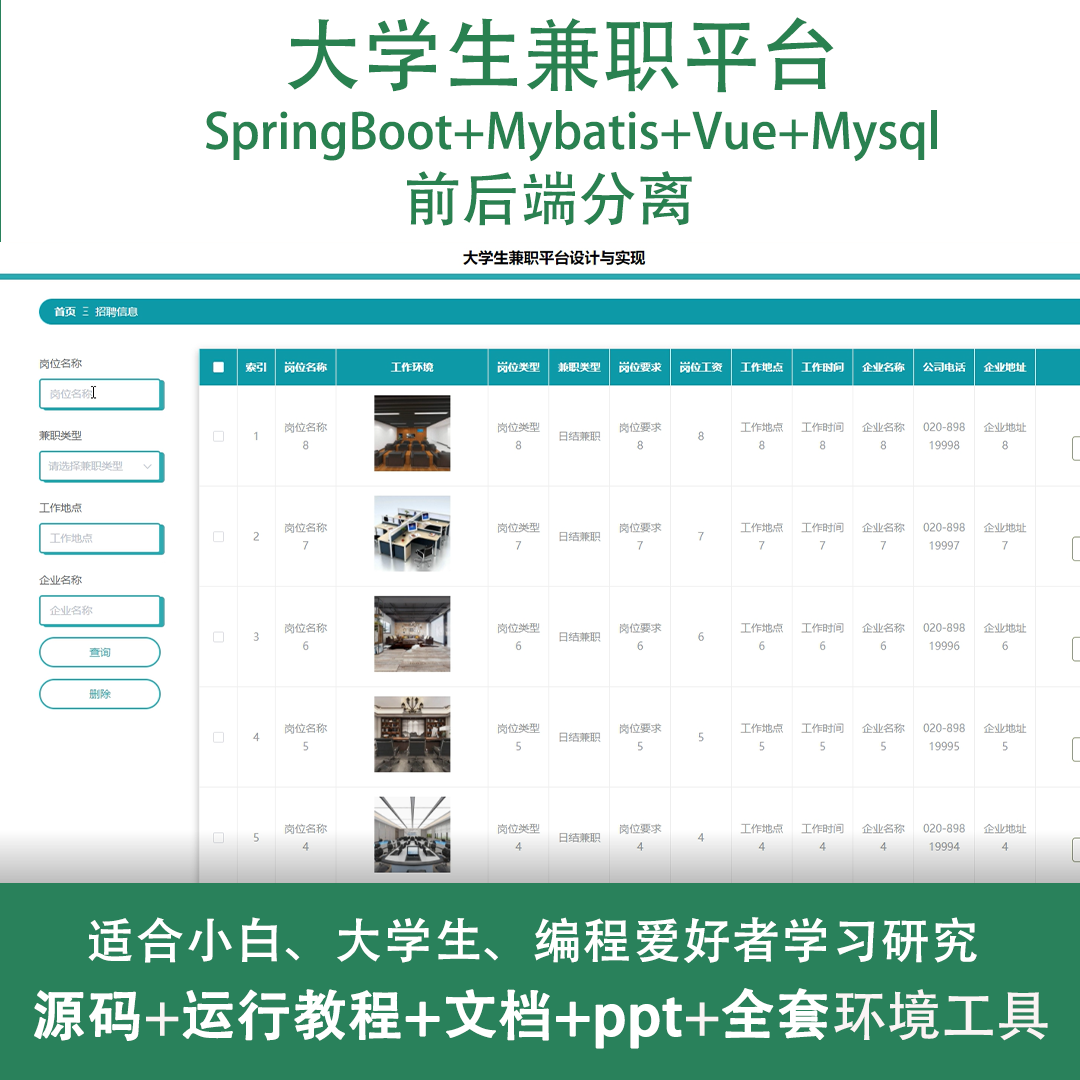 大学生兼职平台
SpringBoot+Mybatis+Vue+Mysql
前后端分离
大学生兼职平台设计与实现
首页 Ξ 招聘信息
岗位名称
岗位名称
兼职类型
请选择兼职类型
工作地点
工作地点
企业名称
企业名称
查询
删除
索引 岗位名称 工作环境 岗位类型 兼职类型 岗位要求 岗位工资 工作地点 工作时间 企业名称 公司电话 企业地址
1 岗位名称8 岗位类型8 日结兼职 岗位要求8 8 工作地点8 工作时间8 企业名称8 020-89819998 企业地址8
2 岗位名称7 岗位类型7 日结兼职 岗位要求7 7 工作地点7 工作时间7 企业名称7 020-89819997 企业地址7
3 岗位名称6 岗位类型6 日结兼职 岗位要求6 6 工作地点6 工作时间6 企业名称6 020-89819996 企业地址6
4 岗位名称5 岗位类型5 日结兼职 岗位要求5 5 工作地点5 工作时间5 企业名称5 020-89819995 企业地址5
5 岗位名称4 岗位类型4 日结兼职 岗位要求4 4 工作地点4 工作时间4 企业名称4 020-89819994 企业地址4
适合小白、大学生、编程爱好者学习研究
源码+运行教程+文档+ppt+全套环境工具